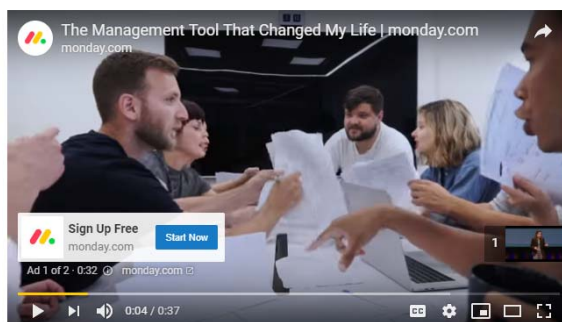 The Management Tool That Changed My Life | monday.com
monday.com
Sign Up Free
monday.com
Start Now
1
Ad 1 of 2 · 0:32 monday.com
0:04 / 0:37
CC